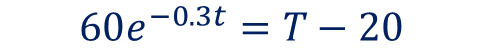 60e^{-0.3t} = T − 20